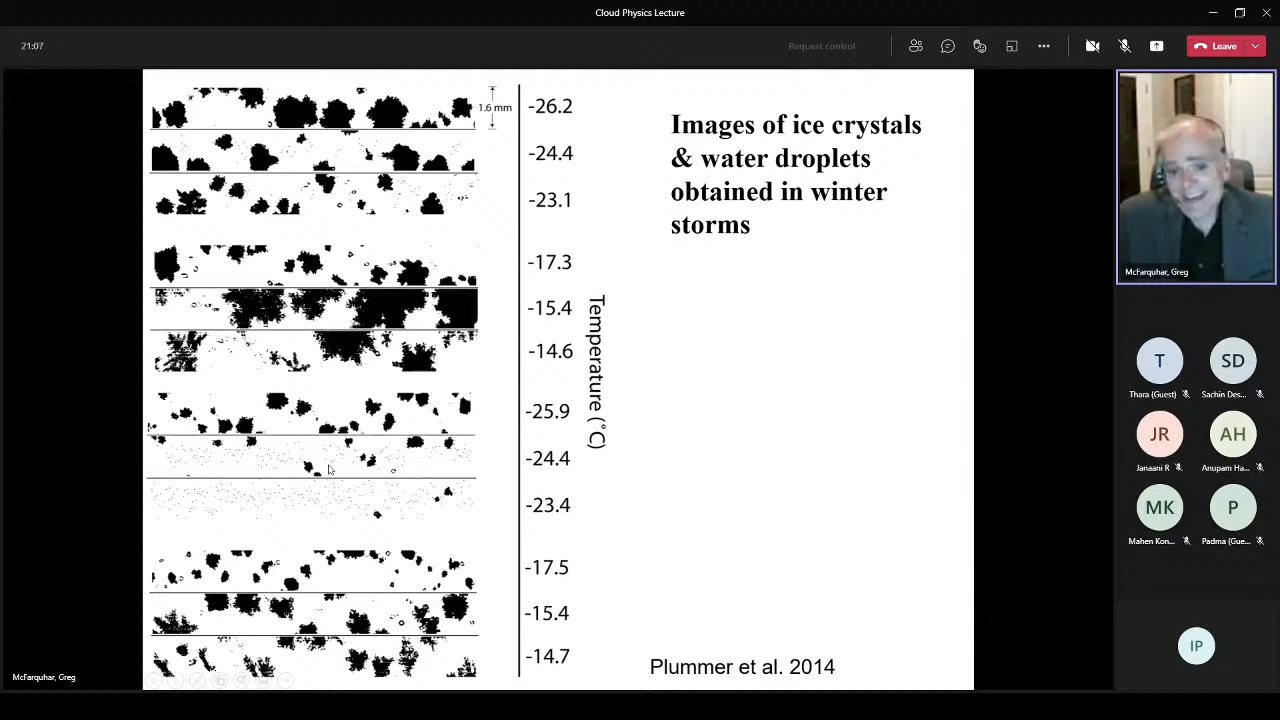 Cloud Physics Lecture
21:07
Request control
Leave
1.6 mm
-26.2
-24.4
-23.1
-17.3
-15.4
-14.6
-25.9
-24.4
-23.4
-17.5
-15.4
-14.7
Temperature (°C)
Images of ice crystals
& water droplets
obtained in winter
storms
Plummer et al. 2014
McFarquhar, Greg
McFarquhar, Greg
T
SD
Thara (Guest)
Sachin Des...
JR
AH
Janaani R
Anupam Ha...
MK
P
Mahen Kon...
Padma (Gue...
IP